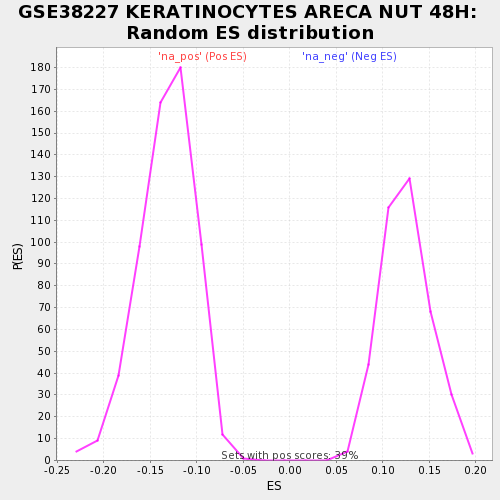 GSE38227 KERATINOCYTES ARECA NUT 48H:
Random ES distribution
'na_pos' (Pos ES)
'na_neg' (Neg ES)
180
170
160
150
140
130
120
110
100
90
80
70
60
50
40
30
20
10
0
P(ES)
Sets with pos scores: 39%
-0.25 -0.20 -0.15 -0.10 -0.05 0.00 0.05 0.10 0.15 0.20
ES